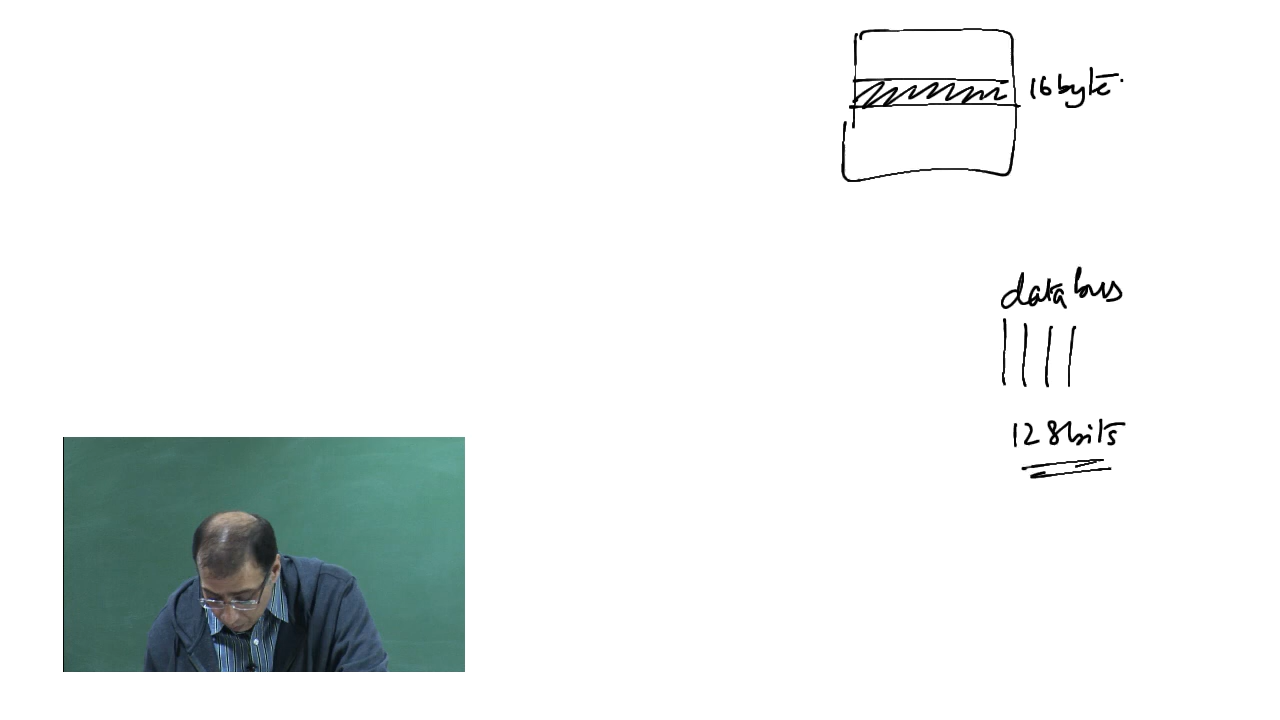 16 byte
data bus
128 bits